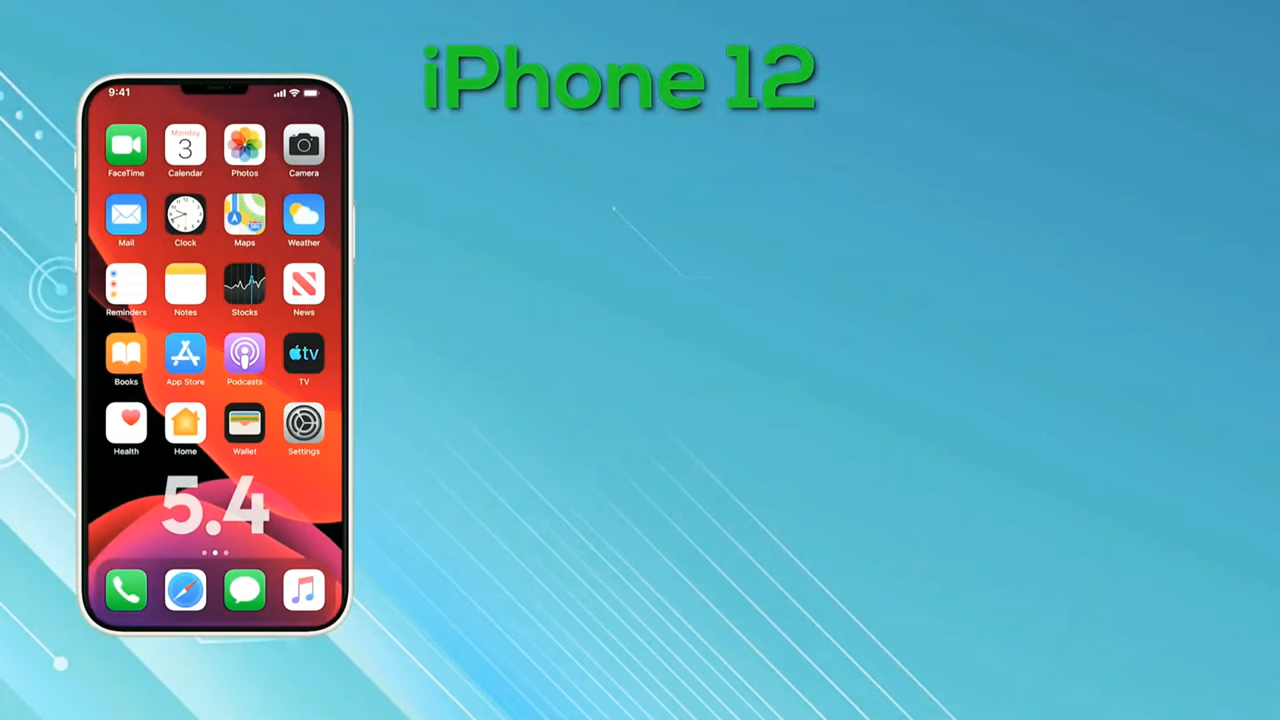 iPhone 12
9:41
Monday
3
FaceTime Calendar Photos Camera
Mail Clock Maps Weather
Reminders Notes Stocks News
tv
Books App Store Podcasts TV
Health Home Wallet Settings
5.4